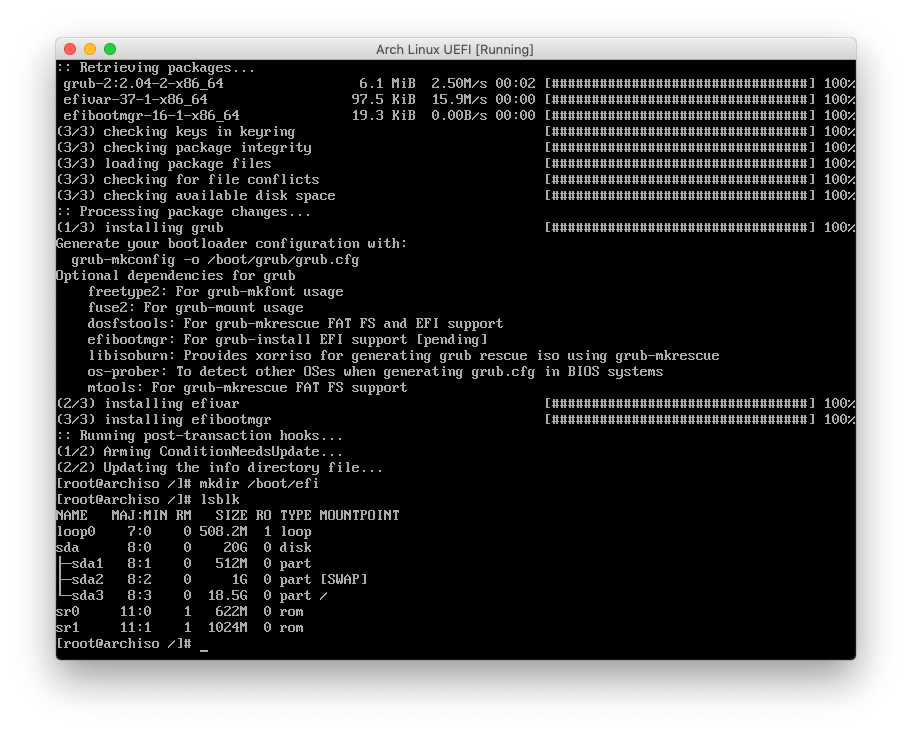 Arch Linux UEFI [Running]
:: Retrieving packages...
 grub-2:2.04-2-x86_64                 6.1 MiB  2.50M/s 00:02 [################################] 100%
 efivar-37-1-x86_64                  97.5 KiB  15.9M/s 00:00 [################################] 100%
 efibootmgr-16-1-x86_64              19.3 KiB  0.00B/s 00:00 [################################] 100%
(3/3) checking keys in keyring                               [################################] 100%
(3/3) checking package integrity                             [################################] 100%
(3/3) loading package files                                  [################################] 100%
(3/3) checking for file conflicts                            [################################] 100%
(3/3) checking available disk space                          [################################] 100%
:: Processing package changes...
(1/3) installing grub                                        [################################] 100%
Generate your bootloader configuration with:
  grub-mkconfig -o /boot/grub/grub.cfg
Optional dependencies for grub
    freetype2: For grub-mkfont usage
    fuse2: For grub-mount usage
    dosfstools: For grub-mkrescue FAT FS and EFI support
    efibootmgr: For grub-install EFI support [pending]
    libisoburn: Provides xorriso for generating grub rescue iso using grub-mkrescue
    os-prober: To detect other OSes when generating grub.cfg in BIOS systems
    mtools: For grub-mkrescue FAT FS support
(2/3) installing efivar                                      [################################] 100%
(3/3) installing efibootmgr                                  [################################] 100%
:: Running post-transaction hooks...
(1/2) Arming ConditionNeedsUpdate...
(2/2) Updating the info directory file...
[root@archiso /]# mkdir /boot/efi
[root@archiso /]# lsblk
NAME   MAJ:MIN RM   SIZE RO TYPE MOUNTPOINT
loop0    7:0    0 508.2M  1 loop
sda      8:0    0    20G  0 disk
├─sda1   8:1    0   512M  0 part
├─sda2   8:2    0     1G  0 part [SWAP]
└─sda3   8:3    0  18.5G  0 part /
sr0     11:0    1   622M  0 rom
sr1     11:1    1  1024M  0 rom
[root@archiso /]# _